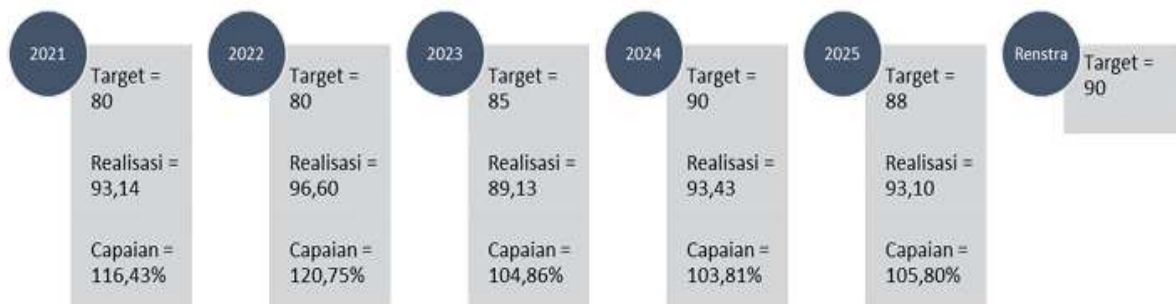 2021
Target =
80
Realisasi =
93,14
Capaian =
116,43%
2022
Target =
80
Realisasi =
96,60
Capaian =
120,75%
2023
Target =
85
Realisasi =
89,13
Capaian =
104,86%
2024
Target =
90
Realisasi =
93,43
Capaian =
103,81%
2025
Target =
88
Realisasi =
93,10
Capaian =
105,80%
Renstra
Target =
90